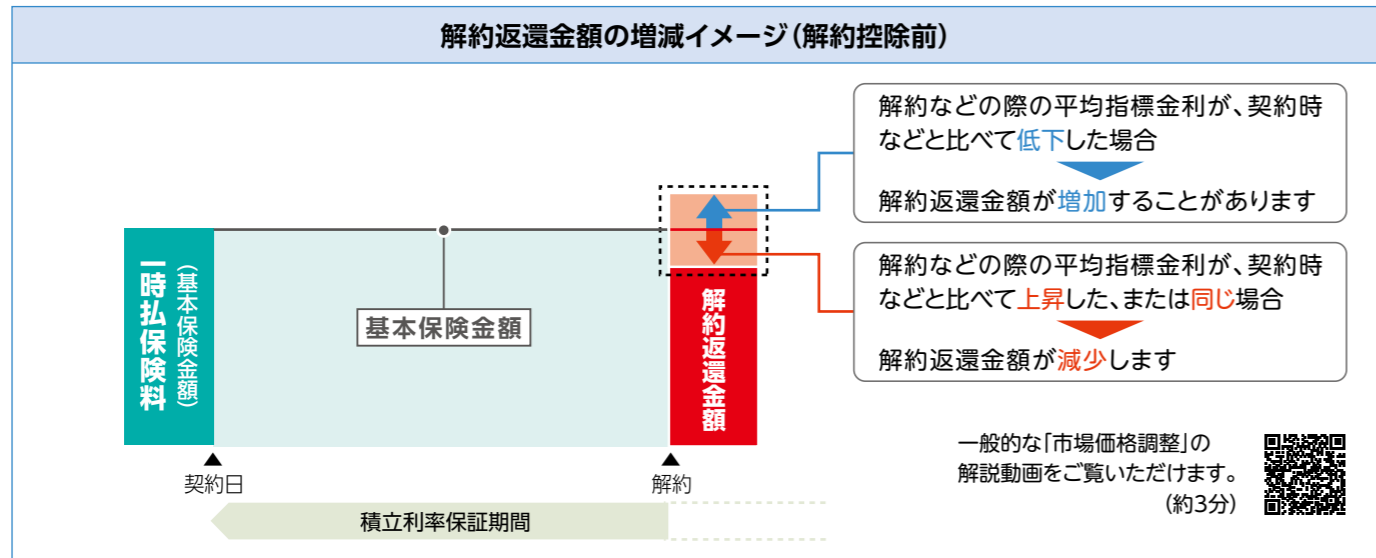 解約返還金額の増減イメージ（解約控除前）
解約などの際の平均指標金利が、契約時
などと比べて低下した場合
解約返還金額が増加することがあります
解約などの際の平均指標金利が、契約時
などと比べて上昇した、または同じ場合
解約返還金額が減少します
一時払保険料
（基本保険金額）
基本保険金額
解約返還金額
契約日
解約
積立利率保証期間
一般的な「市場価格調整」の
解説動画をご覧いただけます。
（約3分）